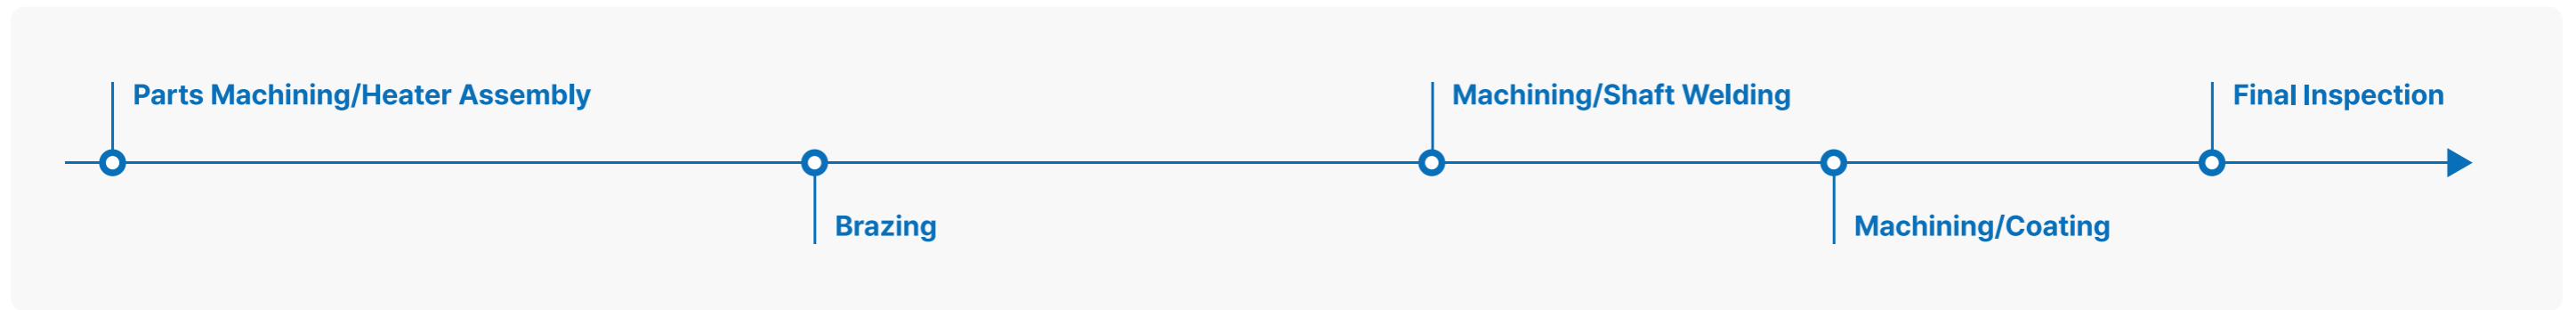 Parts Machining/Heater Assembly
Brazing
Machining/Shaft Welding
Machining/Coating
Final Inspection